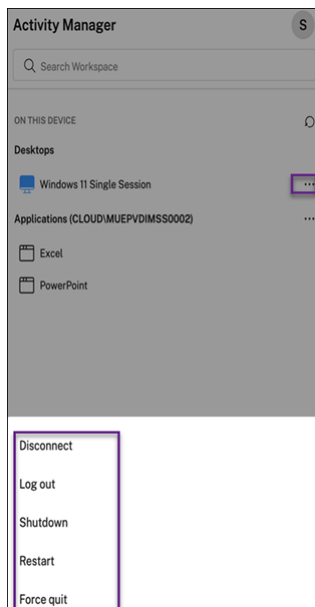 Activity Manager
S
Search Workspace
ON THIS DEVICE
Desktops
Windows 11 Single Session
...
Applications (CLOUD\MUEPVDIMSS0002)
...
Excel
PowerPoint
Disconnect
Log out
Shutdown
Restart
Force quit